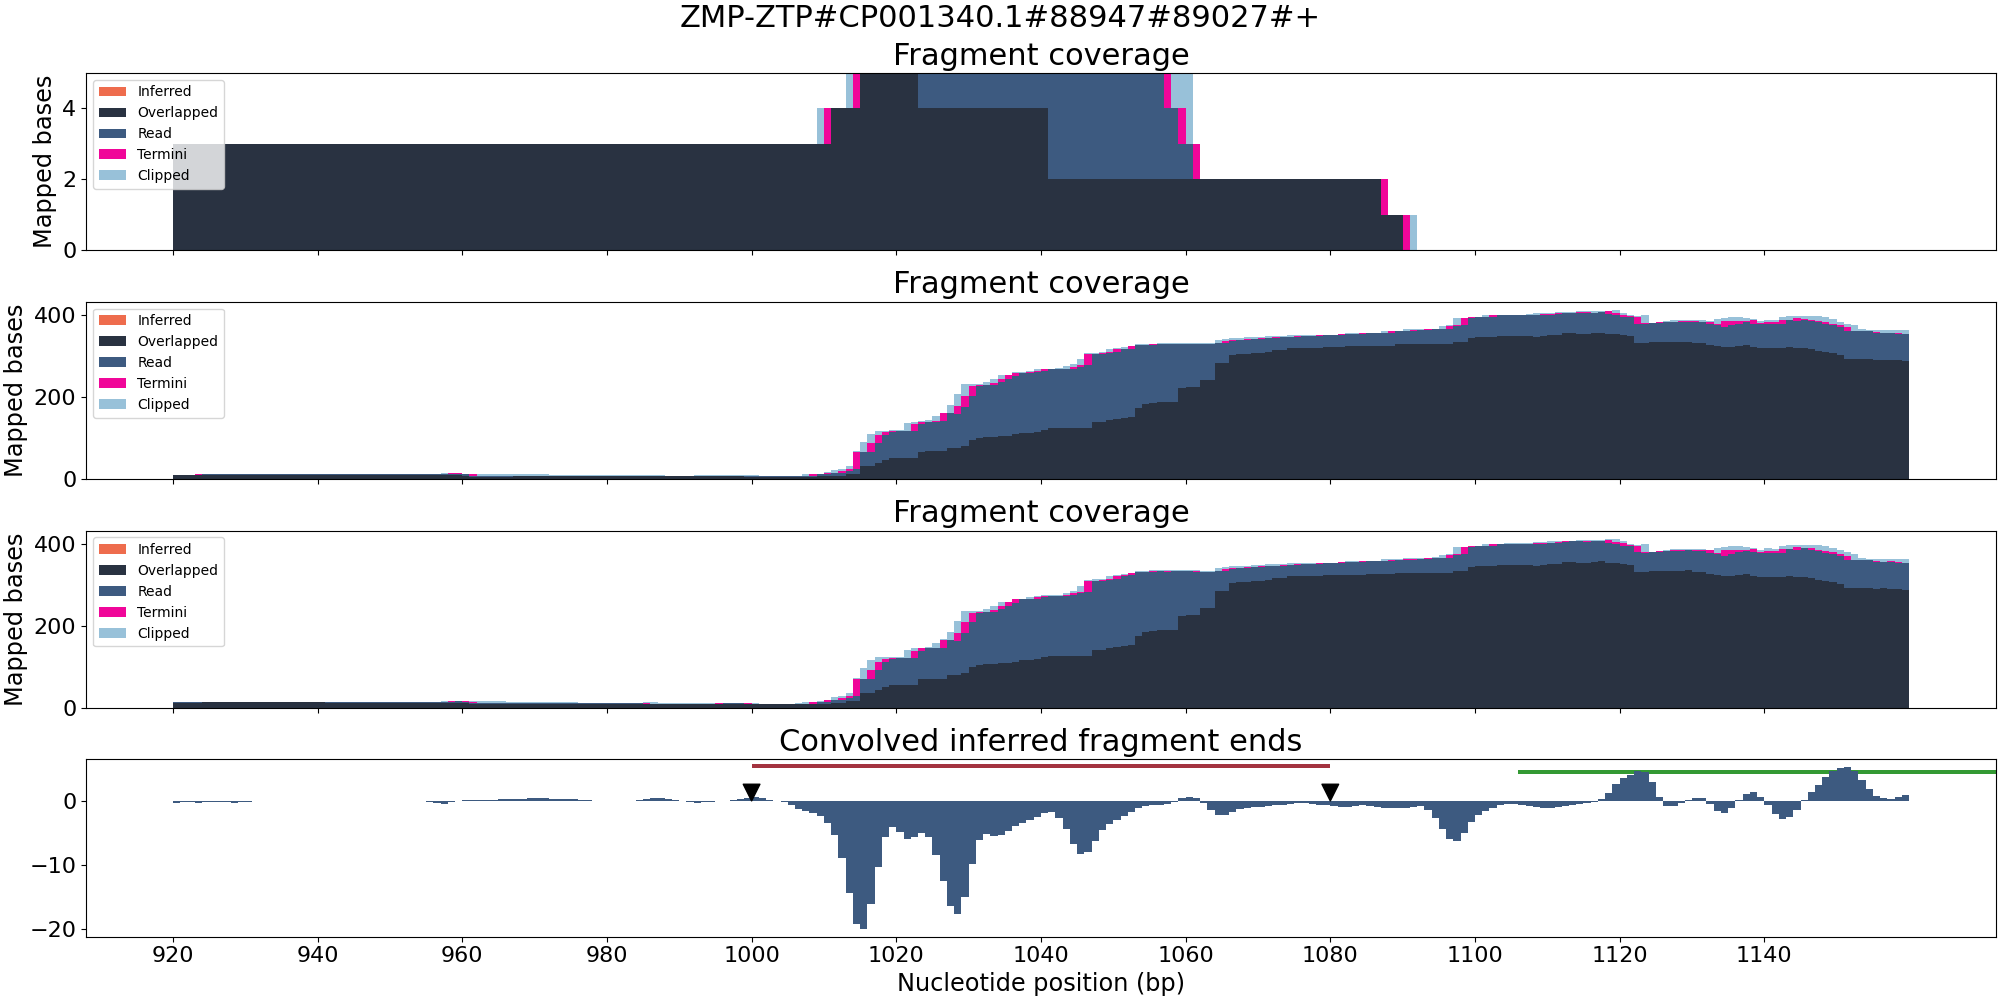 ZMP-ZTP#CP001340.1#88947#89027#+
Fragment coverage
Mapped bases
4
2
0
Inferred
Overlapped
Read
Termini
Clipped
Fragment coverage
Mapped bases
400
200
0
Inferred
Overlapped
Read
Termini
Clipped
Fragment coverage
Mapped bases
400
200
0
Inferred
Overlapped
Read
Termini
Clipped
Convolved inferred fragment ends
0
−10
−20
920 940 960 980 1000 1020 1040 1060 1080 1100 1120 1140
Nucleotide position (bp)